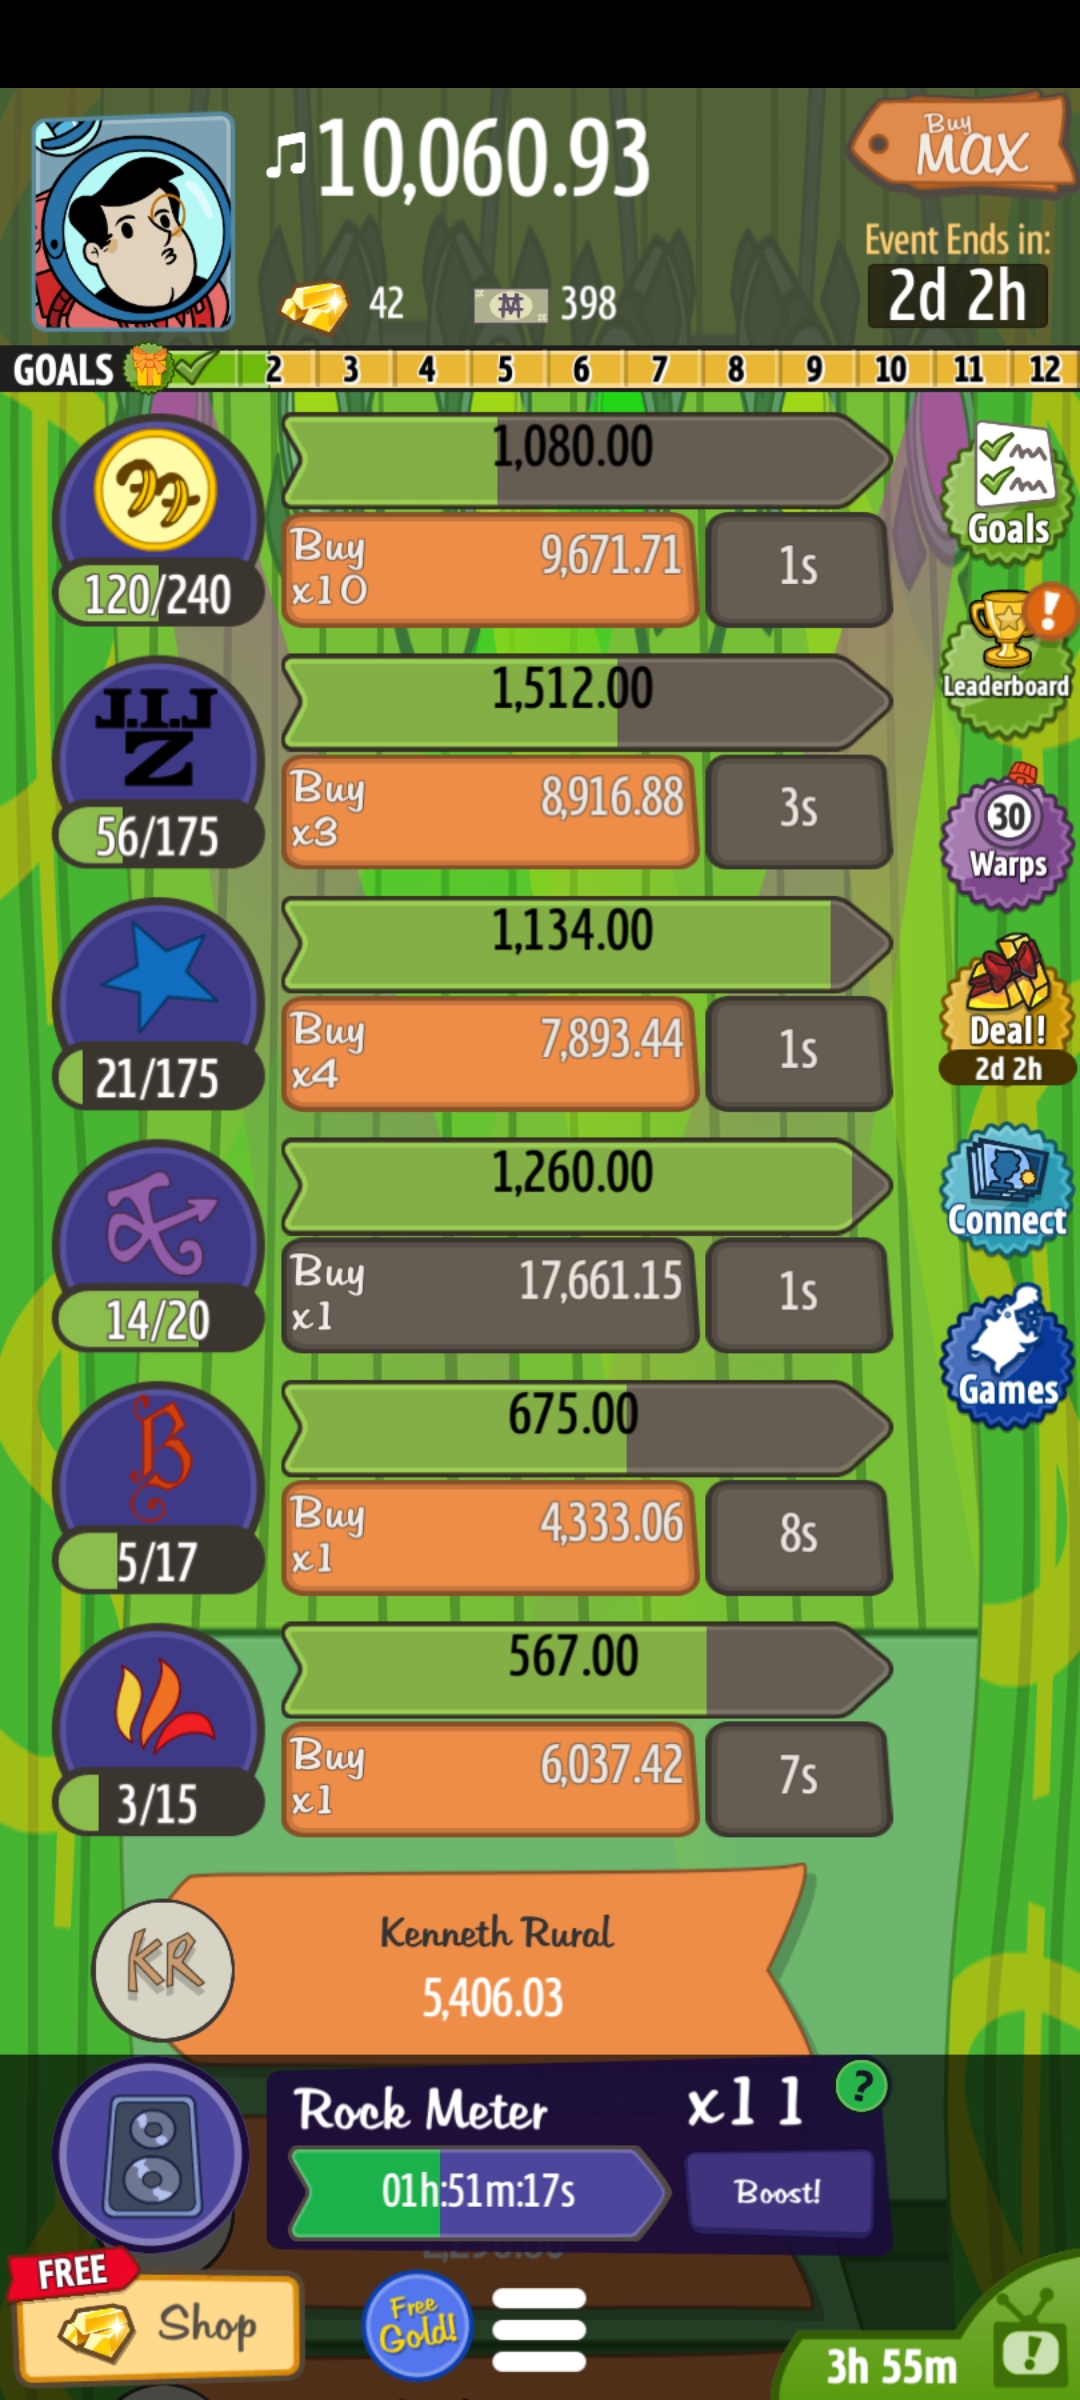 ♫10,060.93
Buy
MAX
42
398
Event Ends in:
2d 2h
GOALS 2 3 4 5 6 7 8 9 10 11 12
1,080.00
120/240
Buy
x10
9,671.71
1s
Goals
1,512.00
J.I.J
Z
56/175
Buy
x3
8,916.88
3s
Leaderboard
30
Warps
1,134.00
21/175
Buy
x4
7,893.44
1s
Deal!
2d 2h
1,260.00
14/20
Buy
x1
17,661.15
1s
Connect
675.00
B
5/17
Buy
x1
4,333.06
8s
Games
567.00
3/15
Buy
x1
6,037.42
7s
KR
Kenneth Rural
5,406.03
Rock Meter
x11
?
01h:51m:17s
Boost!
FREE
Shop
Free
Gold!
3h 55m